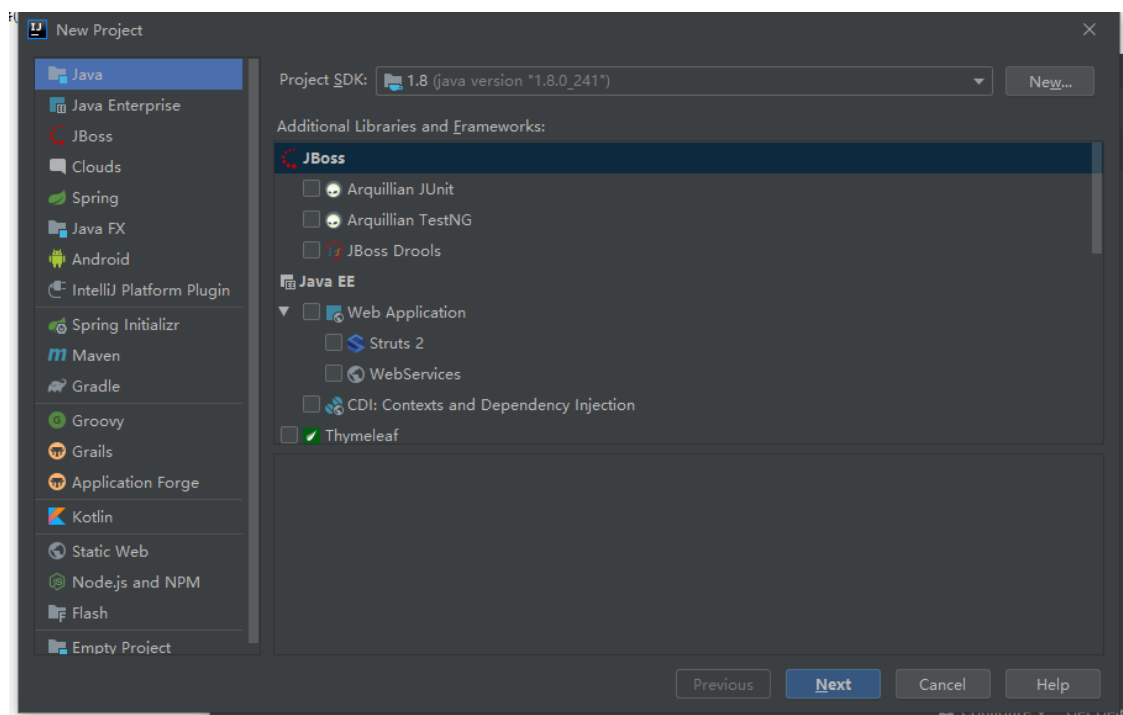 New Project
Java
Java Enterprise
JBoss
Clouds
Spring
Java FX
Android
IntelliJ Platform Plugin
Spring Initializr
Maven
Gradle
Groovy
Grails
Application Forge
Kotlin
Static Web
Node.js and NPM
Flash
Empty Project
Project SDK: 1.8 (java version "1.8.0_241") New...
Additional Libraries and Frameworks:
JBoss
Arquillian JUnit
Arquillian TestNG
JBoss Drools
Java EE
Web Application
Struts 2
WebServices
CDI: Contexts and Dependency Injection
Thymeleaf
Previous Next Cancel Help